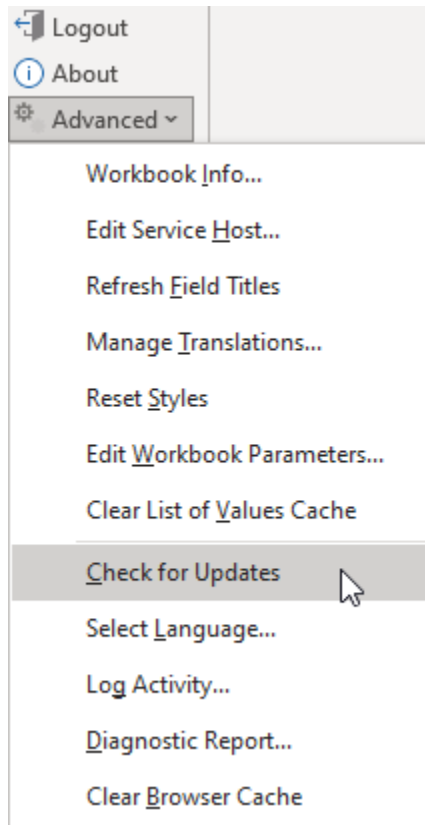 Logout
About
Advanced
Workbook Info...
Edit Service Host...
Refresh Field Titles
Manage Translations...
Reset Styles
Edit Workbook Parameters...
Clear List of Values Cache
Check for Updates
Select Language...
Log Activity...
Diagnostic Report...
Clear Browser Cache